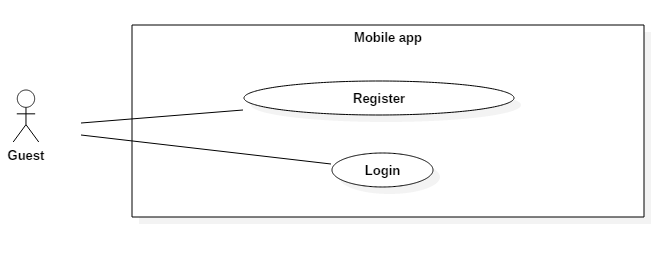 Mobile app
Register
Guest
Login